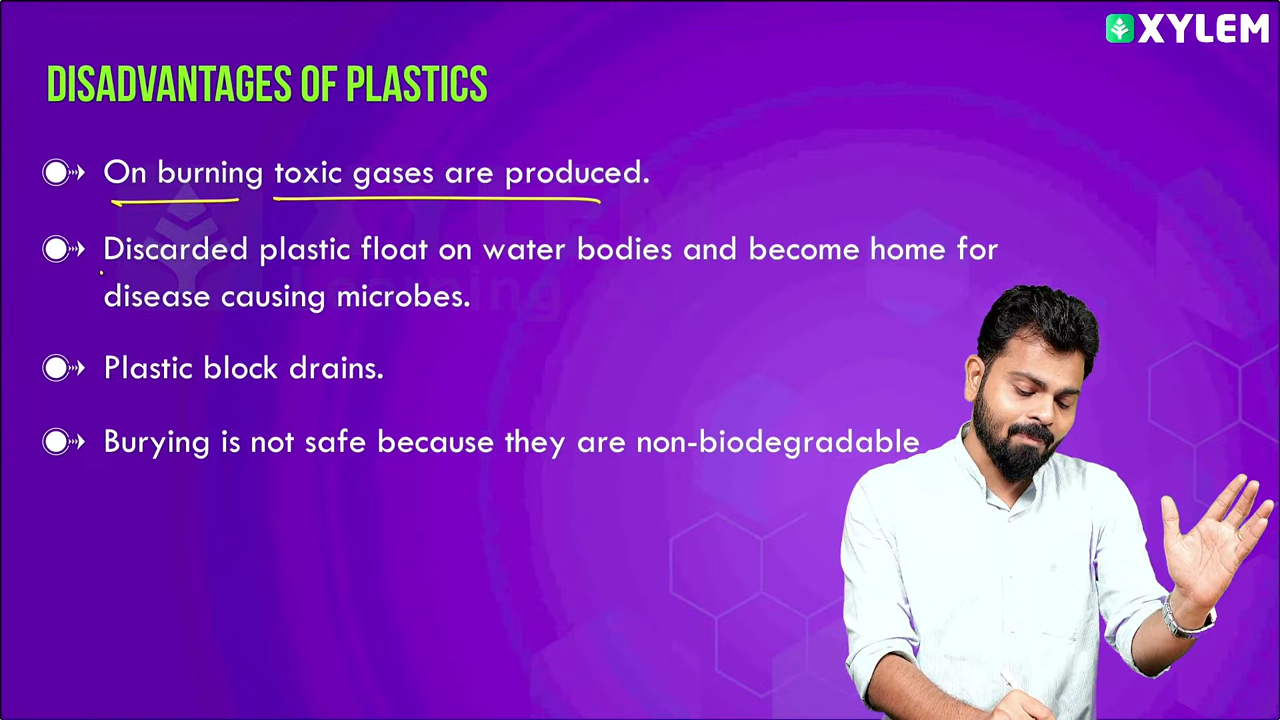 XYLEM
DISADVANTAGES OF PLASTICS
On burning toxic gases are produced.
Discarded plastic float on water bodies and become home for
disease causing microbes.
Plastic block drains.
Burying is not safe because they are non-biodegradable